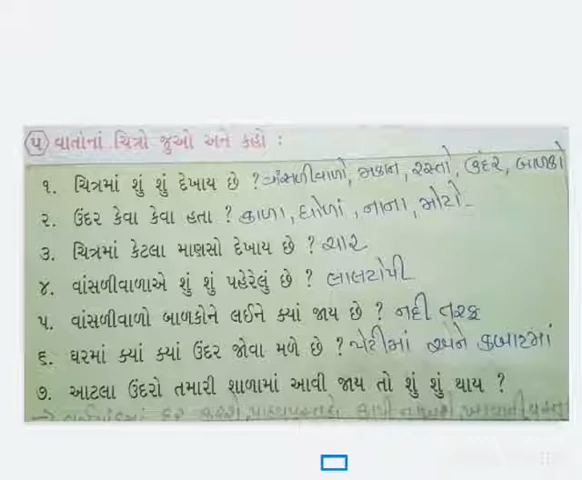 ૫ વાર્તાનાં ચિત્રો જુઓ અને કહો :
૧. ચિત્રમાં શું શું દેખાય છે ? વાંસળીવાળો, મકાન, રસ્તો, ઉંદર, બાળકો
૨. ઉંદર કેવા કેવા હતા ? કાળા, ધોળાં, નાના, મોટો
૩. ચિત્રમાં કેટલા માણસો દેખાય છે ? ચાર
૪. વાંસળીવાળાએ શું શું પહેરેલું છે ? લાલટોપી
૫. વાંસળીવાળો બાળકોને લઈને ક્યાં જાય છે ? નદી તરફ
૬. ઘરમાં ક્યાં ક્યાં ઉંદર જોવા મળે છે ? પેટીમાં અને કબાટમાં
૭. આટલા ઉંદરો તમારી શાળામાં આવી જાય તો શું શું થાય ?